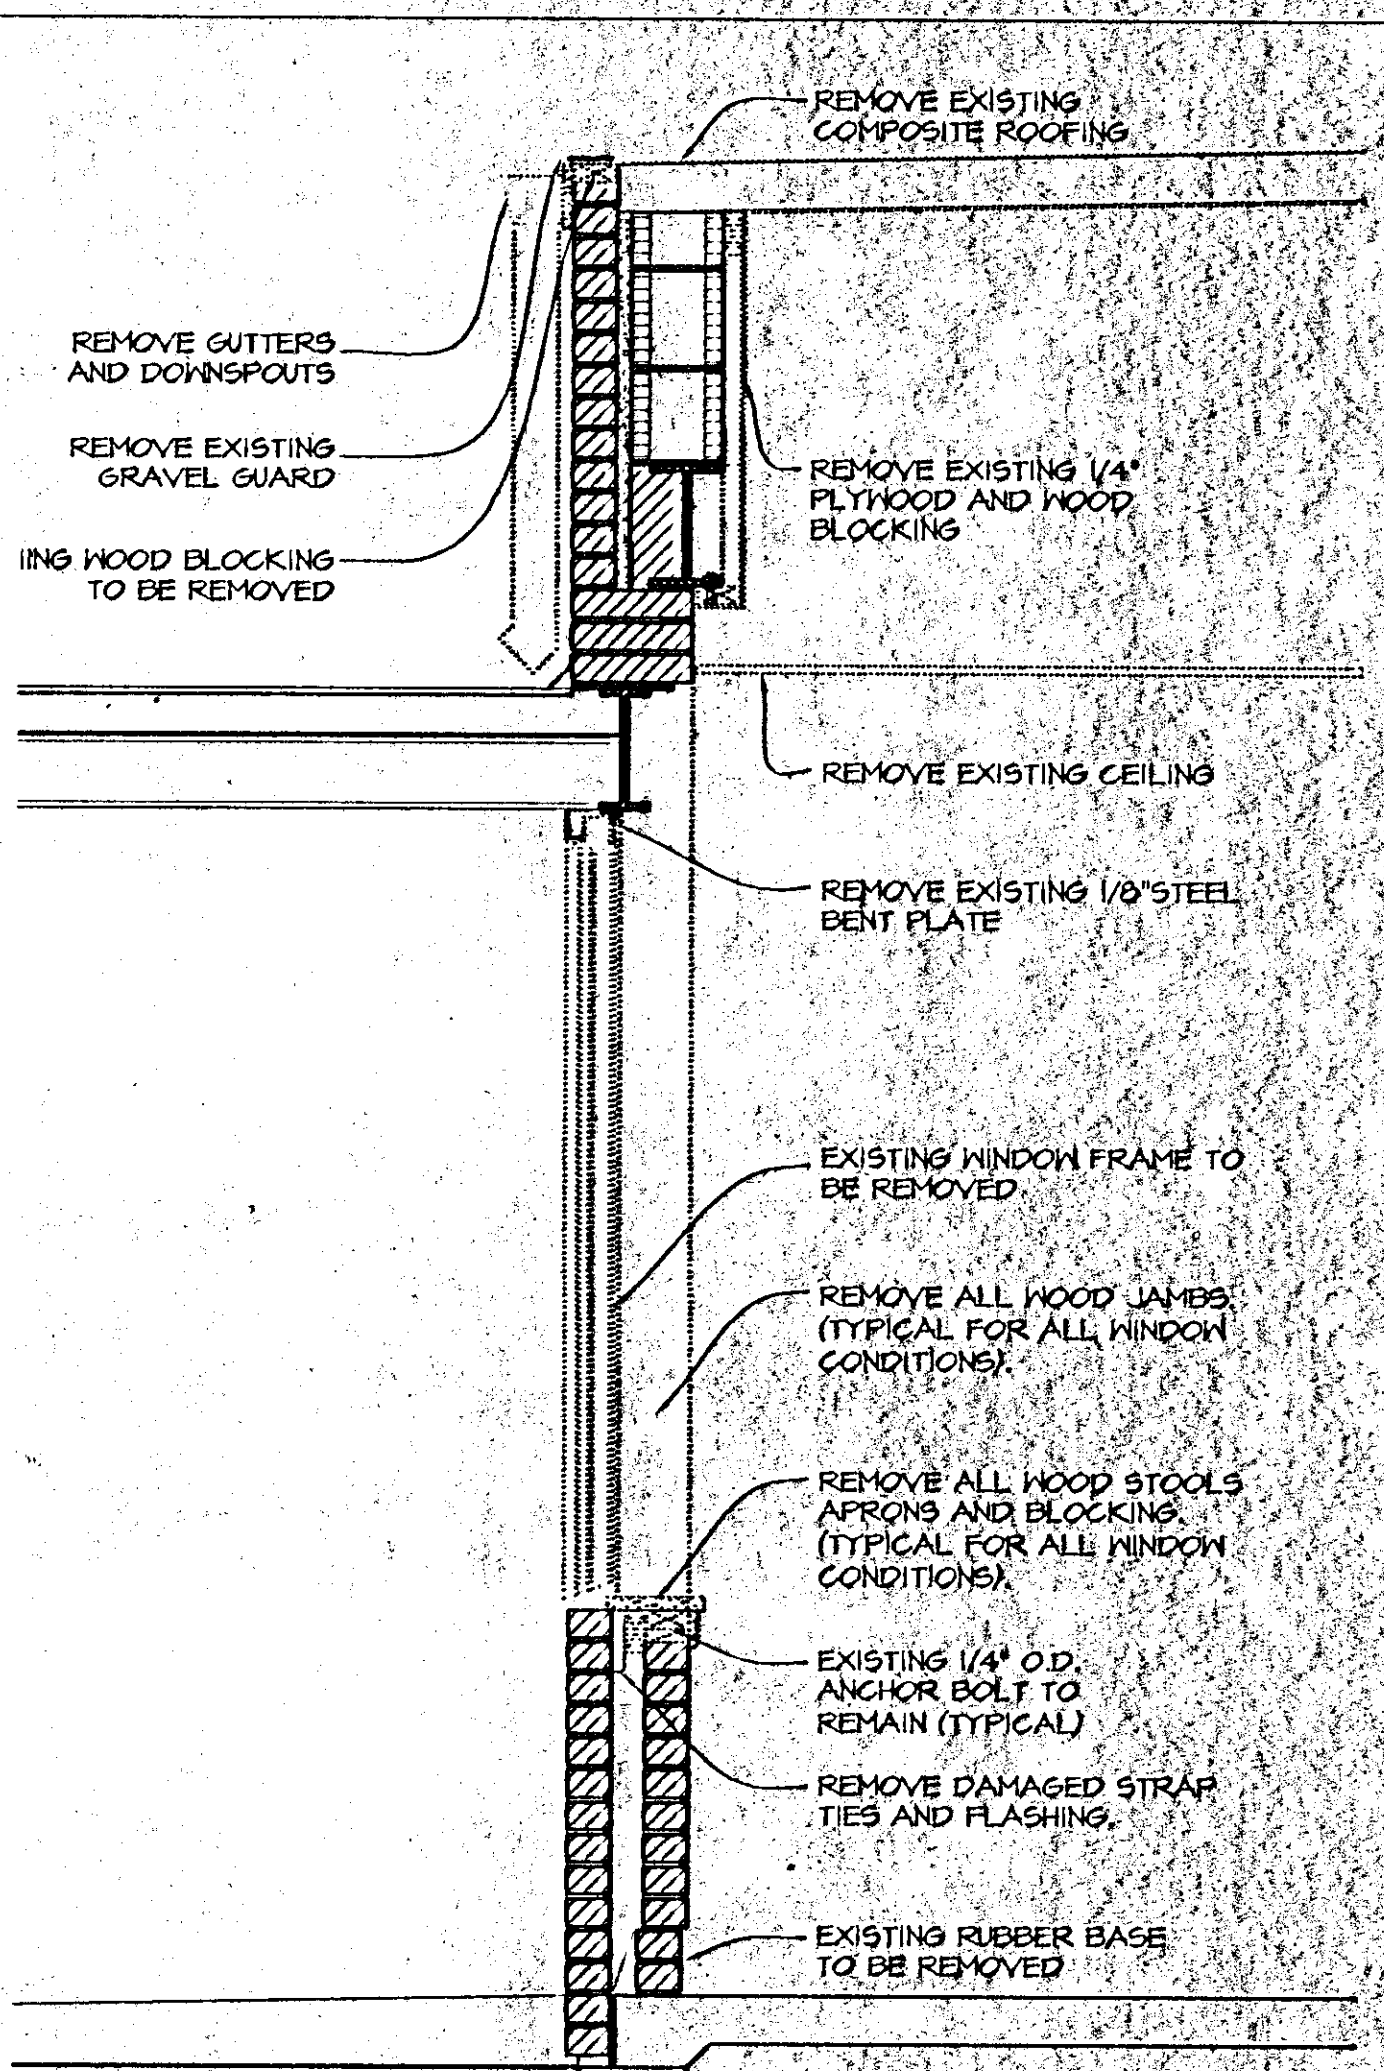 REMOVE EXISTING
COMPOSITE ROOFING
REMOVE GUTTERS
AND DOWNSPOUTS
REMOVE EXISTING
GRAVEL GUARD
REMOVE EXISTING 1/4"
PLYWOOD AND WOOD
BLOCKING
WOOD BLOCKING
TO BE REMOVED
REMOVE EXISTING CEILING
REMOVE EXISTING 1/8" STEEL
BENT PLATE
EXISTING WINDOW FRAME TO
BE REMOVED
REMOVE ALL WOOD JAMBS.
(TYPICAL FOR ALL WINDOW
CONDITIONS).
REMOVE ALL WOOD STOOLS
APRONS AND BLOCKING.
(TYPICAL FOR ALL WINDOW
CONDITIONS).
EXISTING 1/4" O.D.
ANCHOR BOLT TO
REMAIN (TYPICAL)
REMOVE DAMAGED STRAP
TIES AND FLASHING.
EXISTING RUBBER BASE
TO BE REMOVED